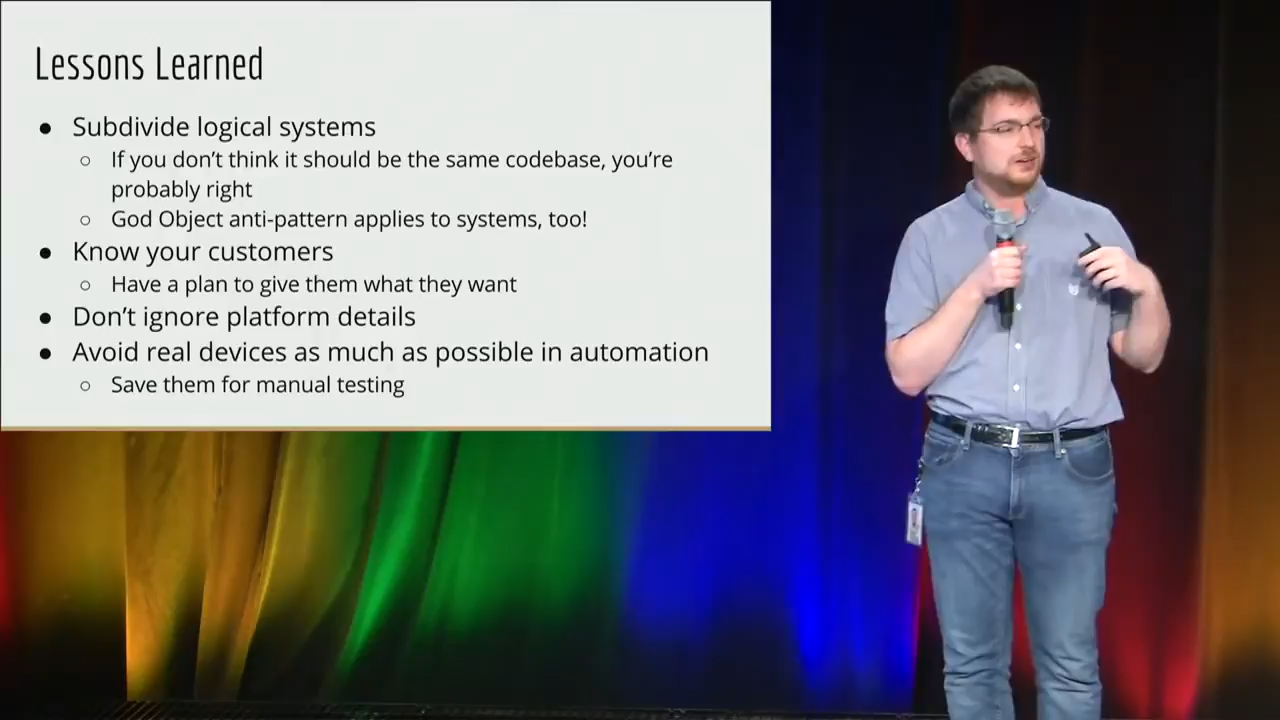 Lessons Learned
● Subdivide logical systems
○ If you don’t think it should be the same codebase, you’re
probably right
○ God Object anti-pattern applies to systems, too!
● Know your customers
○ Have a plan to give them what they want
● Don’t ignore platform details
● Avoid real devices as much as possible in automation
○ Save them for manual testing